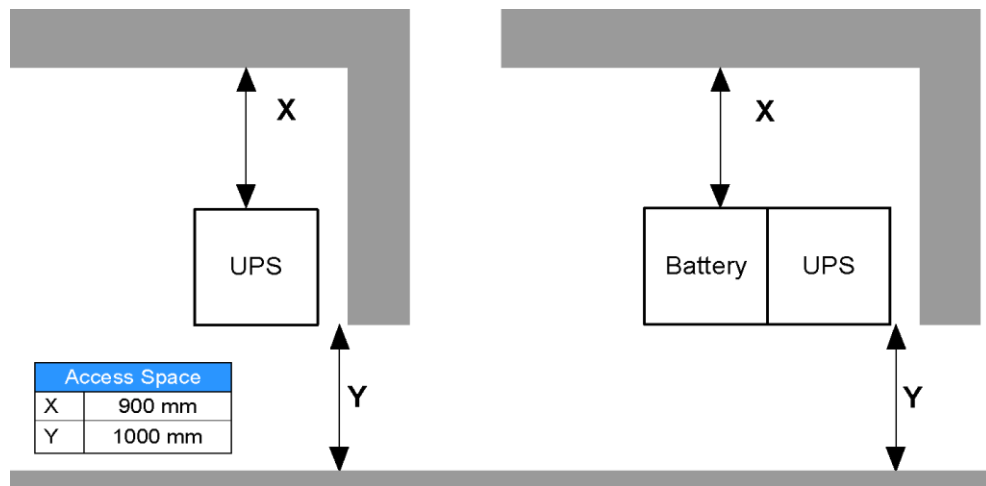 X
X
UPS
Battery
UPS
Access Space
X 900 mm
Y 1000 mm
Y
Y